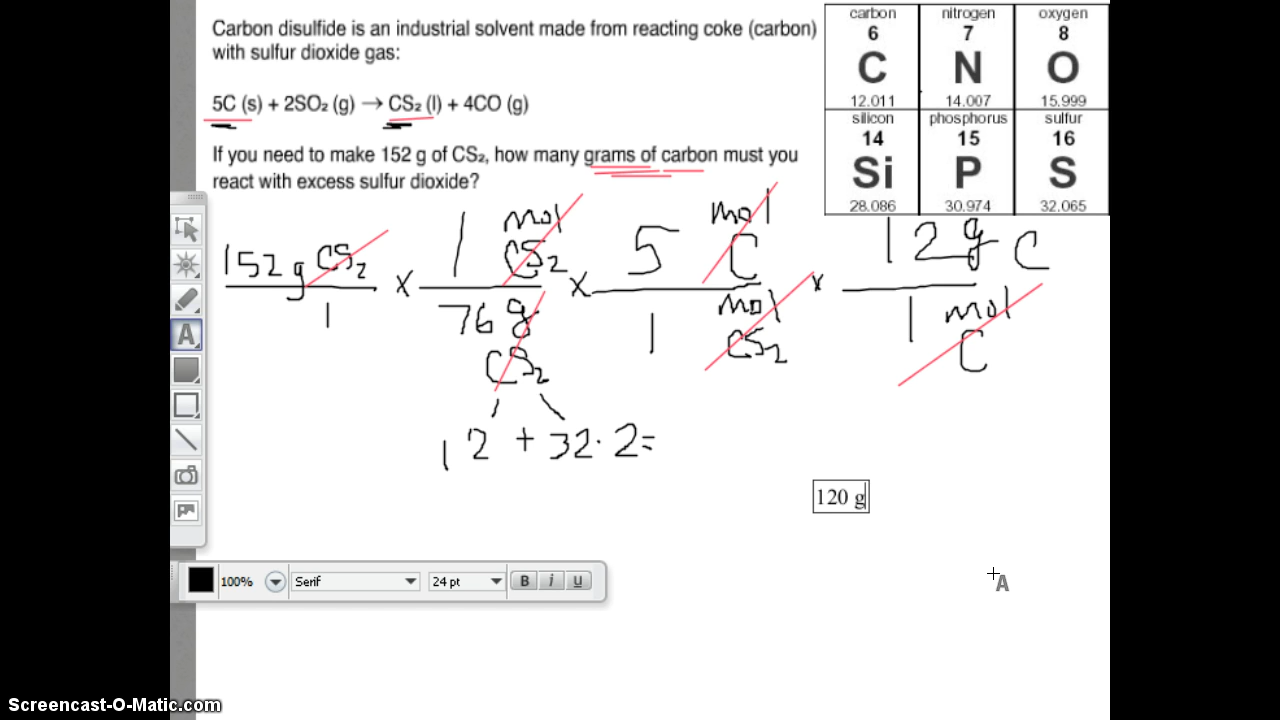 Carbon disulfide is an industrial solvent made from reacting coke (carbon)
with sulfur dioxide gas:
5C (s) + 2SO₂ (g) → CS₂ (l) + 4CO (g)
If you need to make 152 g of CS₂, how many grams of carbon must you
react with excess sulfur dioxide?
carbon nitrogen oxygen
6 7 8
C N O
12.011 14.007 15.999
silicon phosphorus sulfur
14 15 16
Si P S
28.086 30.974 32.065
152 g CS₂ x 1 mol CS₂ x 5 mol C x 12 g C
1 76 g CS₂ 1 mol CS₂ 1 mol C
12 + 32 · 2 =
120 g
A
A
100% Serif 24 pt B i U
Screencast-O-Matic.com